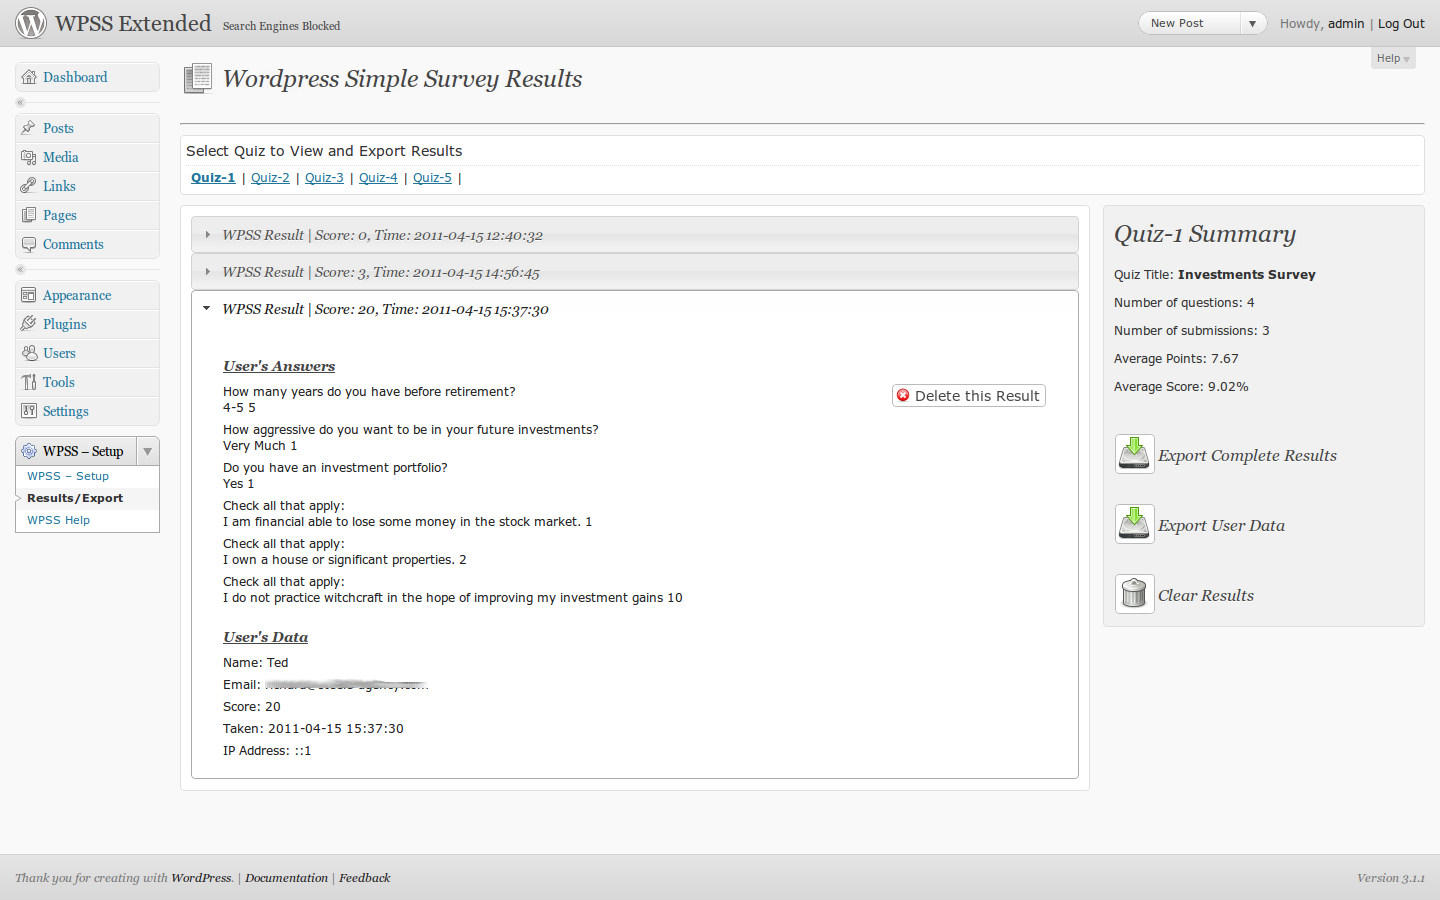 WPSS Extended Search Engines Blocked
New Post
Howdy, admin | Log Out
Help
Dashboard
Posts
Media
Links
Pages
Comments
Appearance
Plugins
Users
Tools
Settings
WPSS – Setup
WPSS – Setup
Results/Export
WPSS Help
Wordpress Simple Survey Results
Select Quiz to View and Export Results
Quiz-1 | Quiz-2 | Quiz-3 | Quiz-4 | Quiz-5 |
WPSS Result | Score: 0, Time: 2011-04-15 12:40:32
WPSS Result | Score: 3, Time: 2011-04-15 14:56:45
WPSS Result | Score: 20, Time: 2011-04-15 15:37:30
User's Answers
Delete this Result
How many years do you have before retirement?
4-5 5
How aggressive do you want to be in your future investments?
Very Much 1
Do you have an investment portfolio?
Yes 1
Check all that apply:
I am financial able to lose some money in the stock market. 1
Check all that apply:
I own a house or significant properties. 2
Check all that apply:
I do not practice witchcraft in the hope of improving my investment gains 10
User's Data
Name: Ted
Email:
Score: 20
Taken: 2011-04-15 15:37:30
IP Address: ::1
Quiz-1 Summary
Quiz Title: Investments Survey
Number of questions: 4
Number of submissions: 3
Average Points: 7.67
Average Score: 9.02%
Export Complete Results
Export User Data
Clear Results
Thank you for creating with WordPress. | Documentation | Feedback
Version 3.1.1